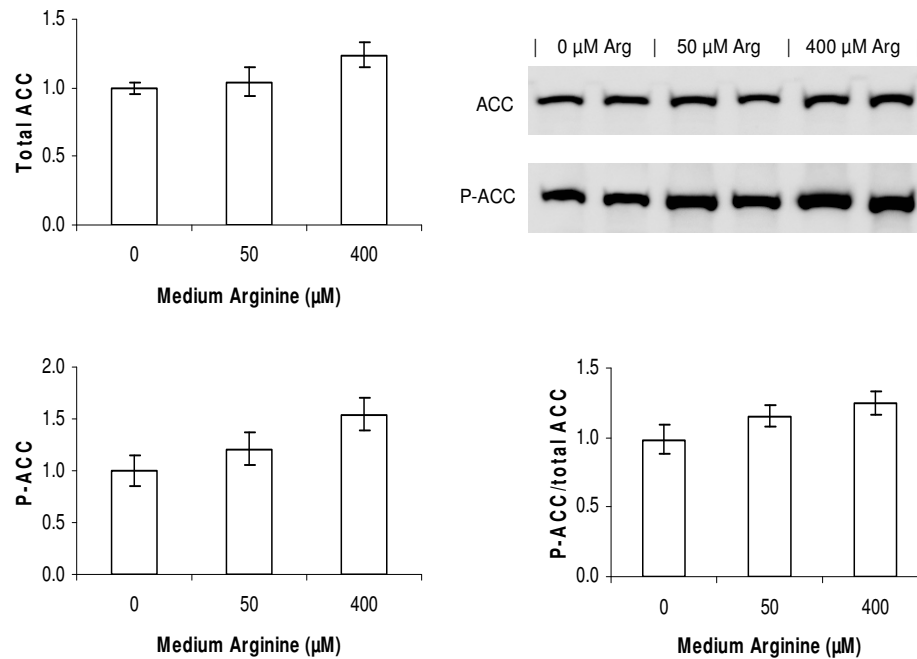 Total ACC
1.5
1.0
0.5
0.0
0 50 400
Medium Arginine (µM)
| 0 µM Arg | 50 µM Arg | 400 µM Arg |
ACC
P-ACC
P-ACC
2.0
1.5
1.0
0.5
0.0
0 50 400
Medium Arginine (µM)
P-ACC/total ACC
1.5
1.0
0.5
0.0
0 50 400
Medium Arginine (µM)